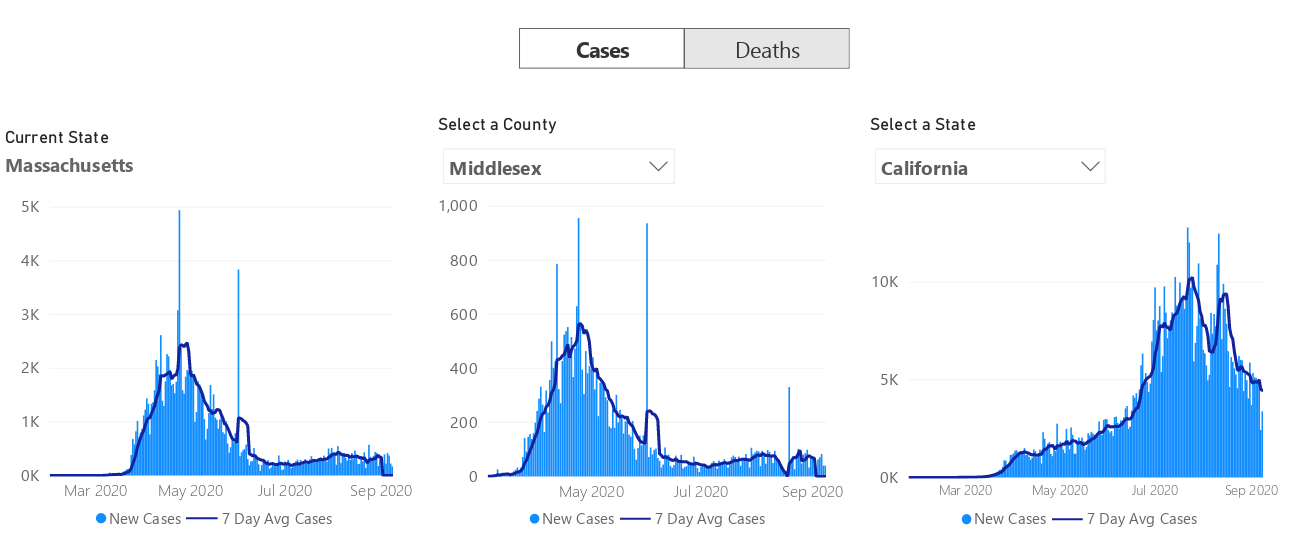 Cases Deaths
Current State
Massachusetts
5K
4K
3K
2K
1K
0K
Mar 2020 May 2020 Jul 2020 Sep 2020
New Cases 7 Day Avg Cases
Select a County
Middlesex
1,000
800
600
400
200
0
May 2020 Jul 2020 Sep 2020
New Cases 7 Day Avg Cases
Select a State
California
10K
5K
0K
Mar 2020 May 2020 Jul 2020 Sep 2020
New Cases 7 Day Avg Cases